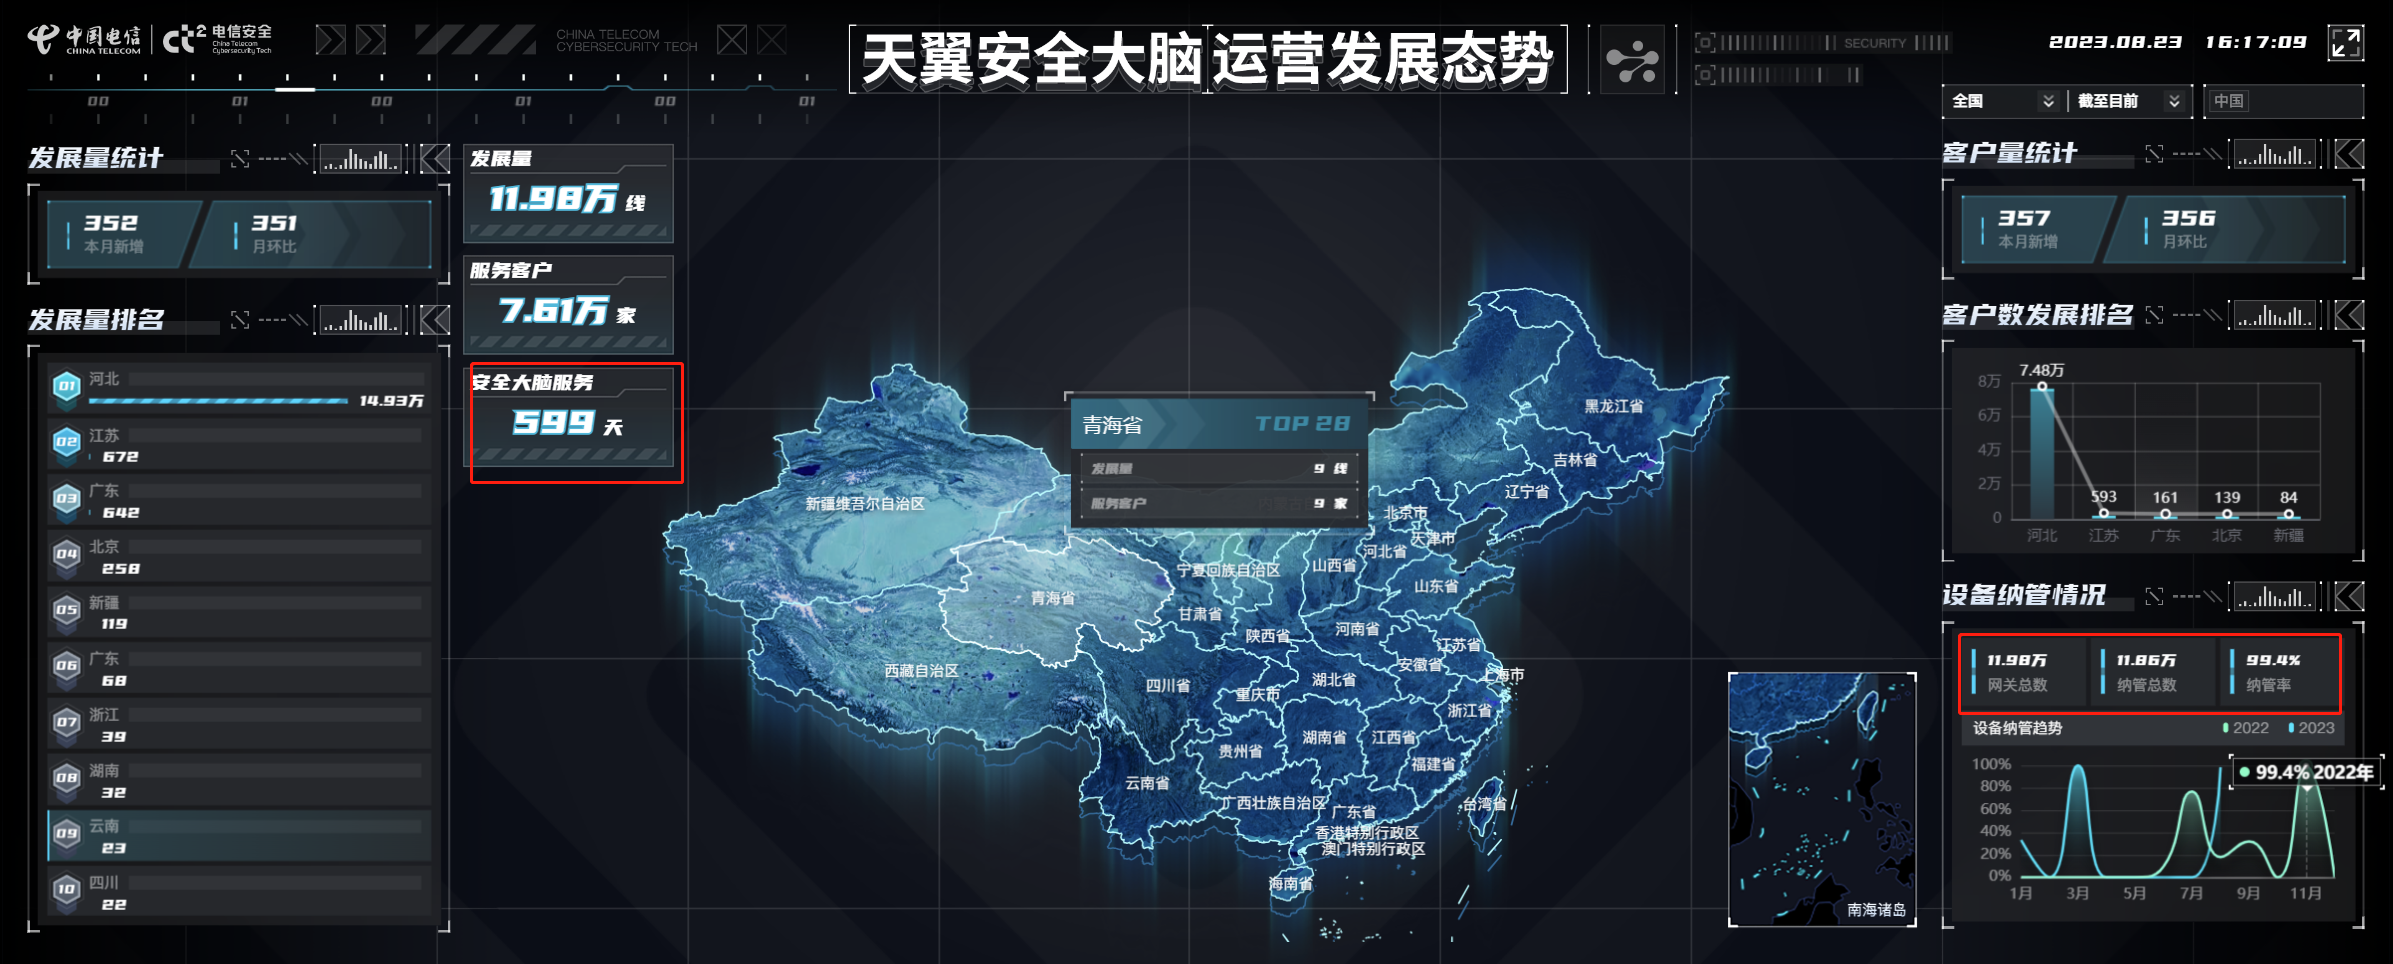 中国电信
CHINA TELECOM
ct²
电信安全
China Telecom
Cybersecurity Tech
CHINA TELECOM
CYBERSECURITY TECH
天翼安全大脑 运营发展态势
SECURITY
2023.08.23 16:17:09
00 01 00 01 00 01
全国 截至目前 中国
发展量统计
352
本月新增
351
月环比
发展量排名
01 河北
14.93万
02 江苏
672
03 广东
642
04 北京
258
05 新疆
119
06 广东
68
07 浙江
39
08 湖南
32
09 云南
23
10 四川
22
发展量
11.98万 线
服务客户
7.61万 家
安全大脑服务
599 天
青海省 TOP 28
发展量 9 线
服务客户 9 家
黑龙江省
吉林省
辽宁省
新疆维吾尔自治区
内蒙古自
北京市
天津市
河北省
山西省
宁夏回族自治区
山东省
青海省
甘肃省
陕西省
河南省
江苏省
安徽省
上海市
西藏自治区
四川省
重庆市
湖北省
浙江省
贵州省
湖南省
江西省
福建省
云南省
广西壮族自治区
广东省
台湾省
香港特别行政区
澳门特别行政区
海南省
南海诸岛
客户量统计
357
本月新增
356
月环比
客户数发展排名
7.48万
8万
6万
4万
2万
0
593 161 139 84
河北 江苏 广东 北京 新疆
设备纳管情况
11.98万
网关总数
11.86万
纳管总数
99.4%
纳管率
设备纳管趋势
2022 2023
99.4% 2022年
100%
80%
60%
40%
20%
0%
1月 3月 5月 7月 9月 11月